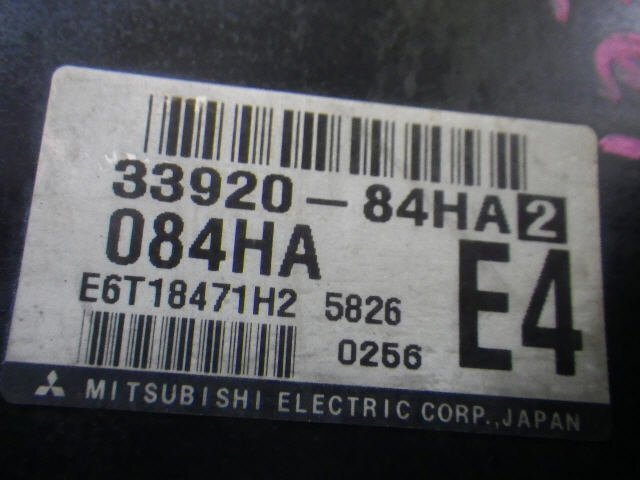 33920-84HA2
084HA
E4
E6T18471H2 5826
0256
MITSUBISHI ELECTRIC CORP., JAPAN